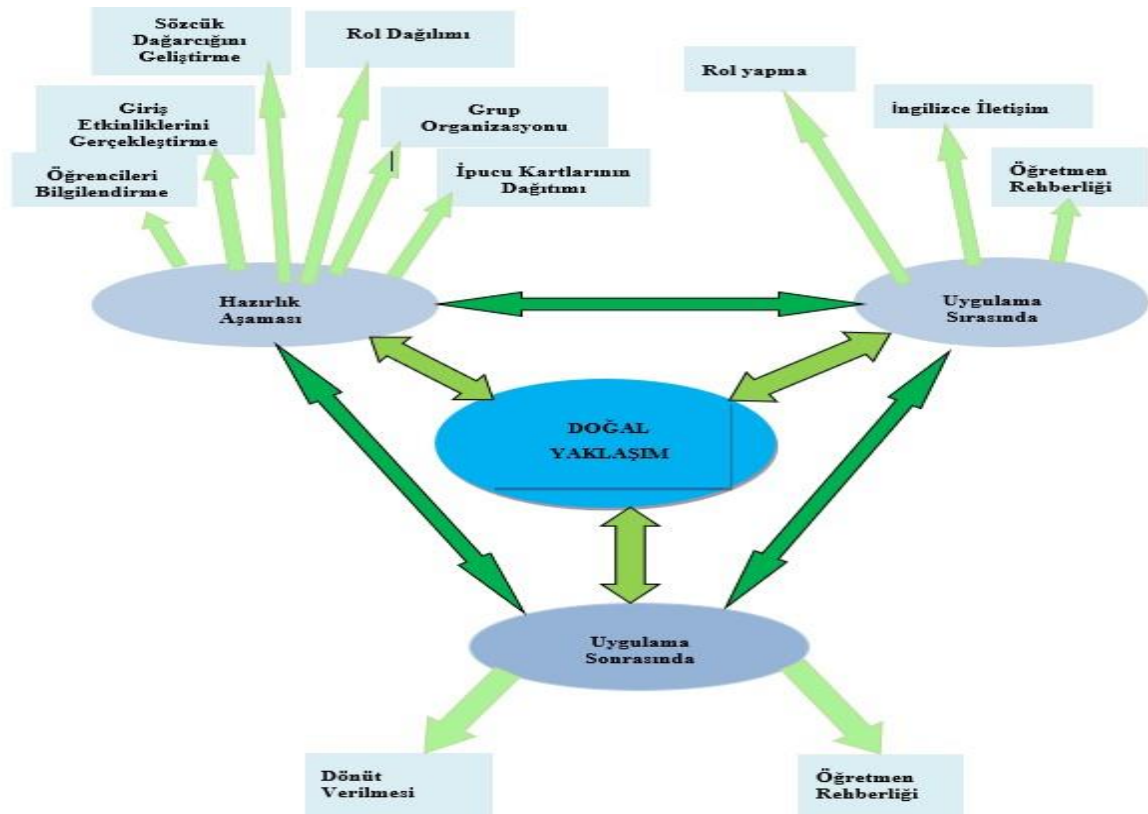 Sözcük
Dağarcığını
Geliştirme
Rol Dağılımı
Giriş
Etkinliklerini
Gerçekleştirme
Grup
Organizasyonu
Öğrencileri
Bilgilendirme
İpucu Kartlarının
Dağıtımı
Rol yapma
İngilizce İletişim
Öğretmen
Rehberliği
Hazırlık
Aşaması
Uygulama
Sırasında
DOĞAL
YAKLAŞIM
Uygulama
Sonrasında
Dönüt
Verilmesi
Öğretmen
Rehberliği